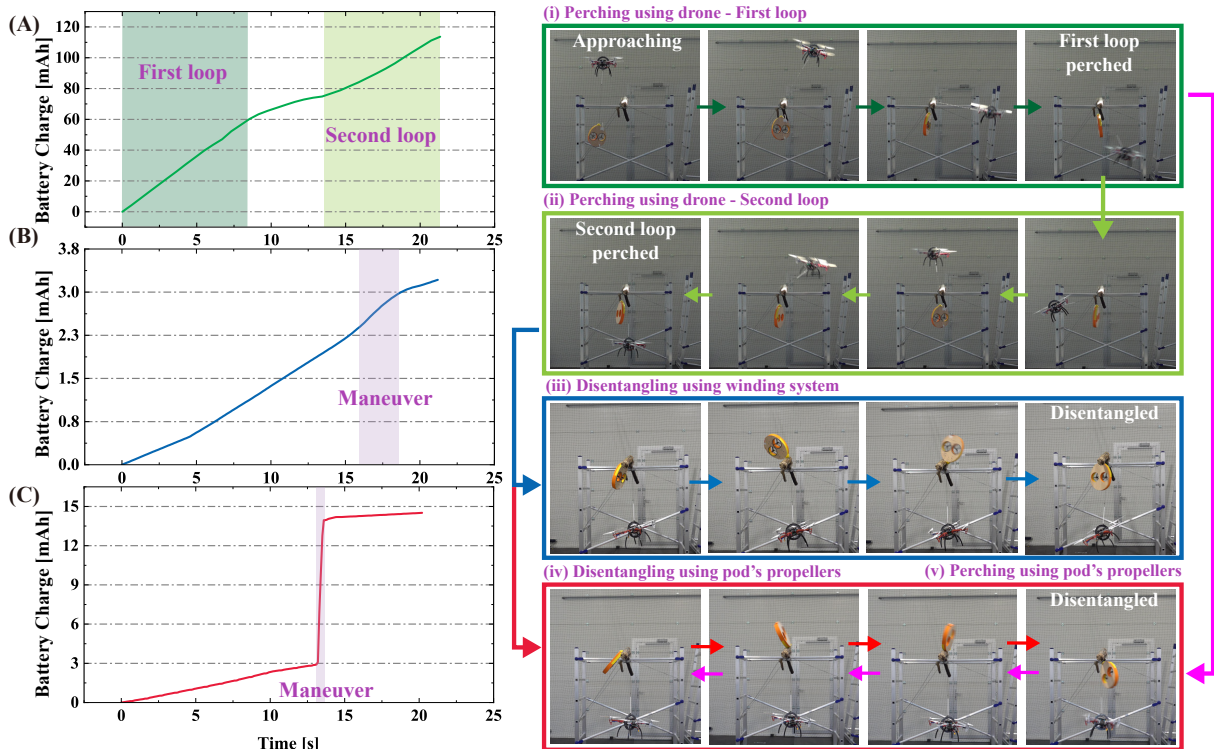 (A)
Battery Charge [mAh]
120
100
80
60
40
20
0
First loop
Second loop
0 5 10 15 20 25
(B)
Battery Charge [mAh]
3.8
3.0
2.3
1.5
0.8
0.0
Maneuver
0 5 10 15 20 25
(C)
Battery Charge [mAh]
15
12
9
6
3
0
Maneuver
0 5 10 15 20 25
Time [s]
(i) Perching using drone - First loop
Approaching
First loop
perched
(ii) Perching using drone - Second loop
Second loop
perched
(iii) Disentangling using winding system
Disentangled
(iv) Disentangling using pod's propellers
(v) Perching using pod's propellers
Disentangled